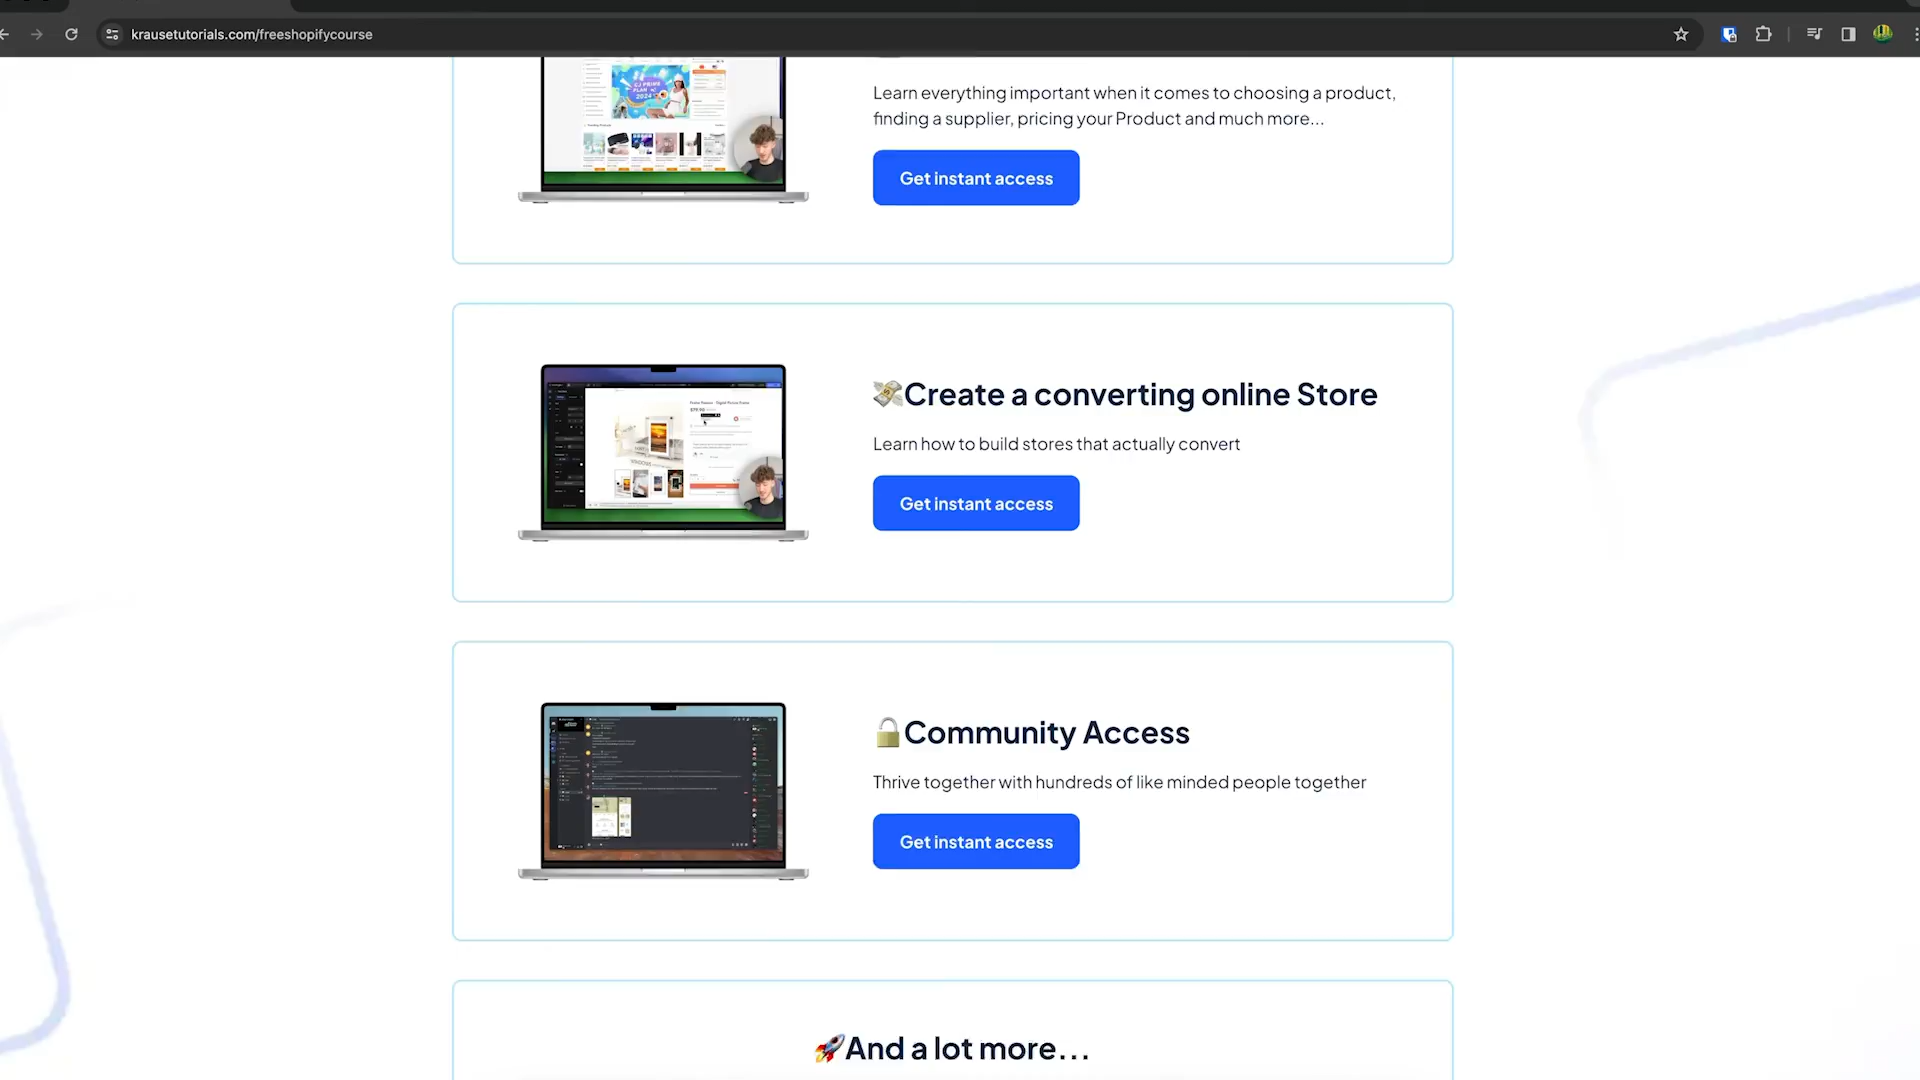 krausetutorials.com/freeshopifycourse
Learn everything important when it comes to choosing a product,
finding a supplier, pricing your Product and much more...
Get instant access
💸Create a converting online Store
Learn how to build stores that actually convert
Get instant access
🔓Community Access
Thrive together with hundreds of like minded people together
Get instant access
🚀And a lot more...